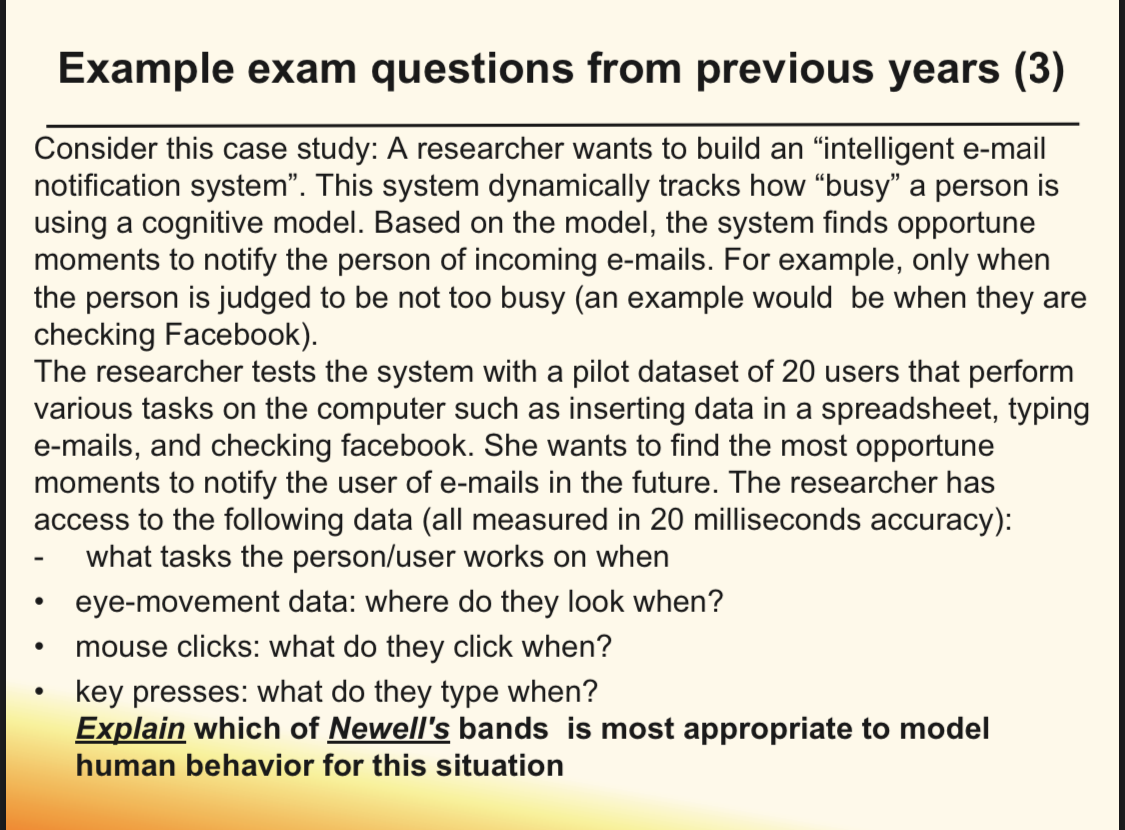 Example exam questions from previous years (3)
Consider this case study: A researcher wants to build an “intelligent e-mail
notification system”. This system dynamically tracks how “busy” a person is
using a cognitive model. Based on the model, the system finds opportune
moments to notify the person of incoming e-mails. For example, only when
the person is judged to be not too busy (an example would  be when they are
checking Facebook).
The researcher tests the system with a pilot dataset of 20 users that perform
various tasks on the computer such as inserting data in a spreadsheet, typing
e-mails, and checking facebook. She wants to find the most opportune
moments to notify the user of e-mails in the future. The researcher has
access to the following data (all measured in 20 milliseconds accuracy):
- what tasks the person/user works on when
• eye-movement data: where do they look when?
• mouse clicks: what do they click when?
• key presses: what do they type when?
Explain which of Newell's bands  is most appropriate to model
human behavior for this situation